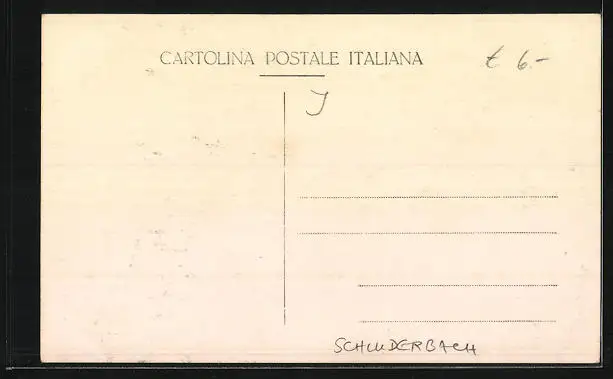 CARTOLINA POSTALE ITALIANA
€ 6.-
J
SCHLUDERBACH